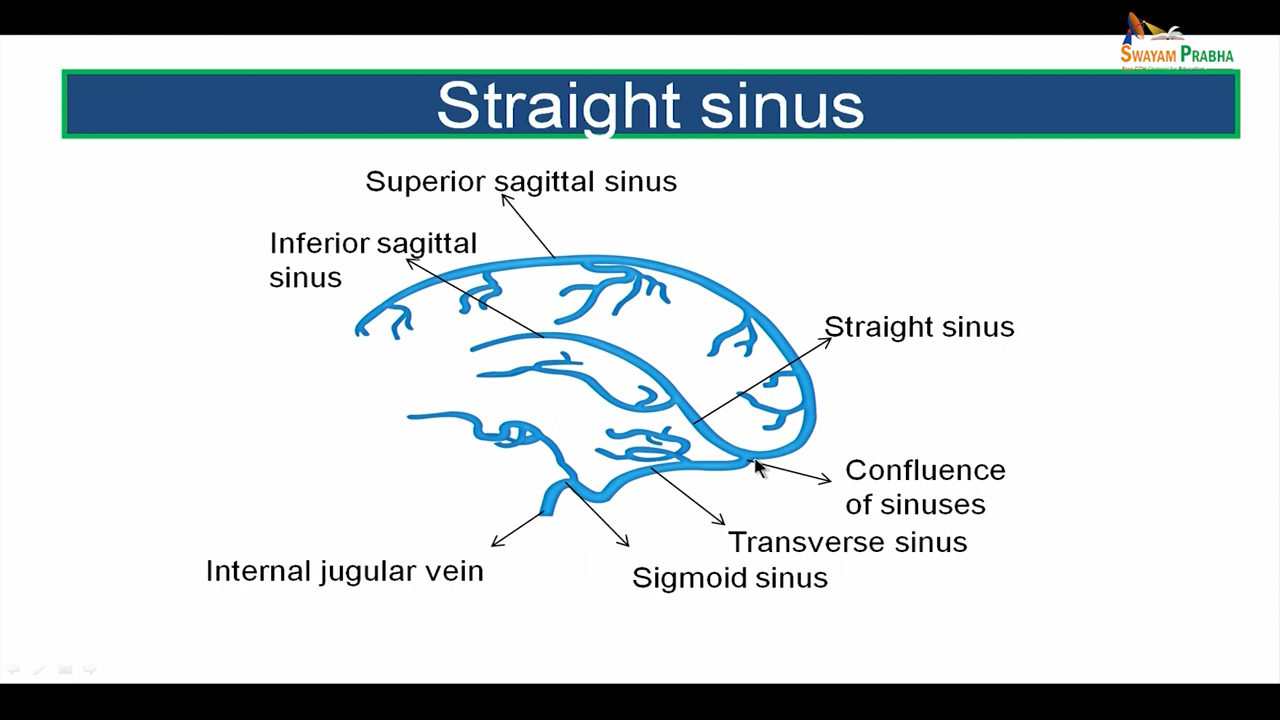 SWAYAM PRABHA
Straight sinus
Superior sagittal sinus
Inferior sagittal
sinus
Straight sinus
Confluence
of sinuses
Transverse sinus
Internal jugular vein
Sigmoid sinus